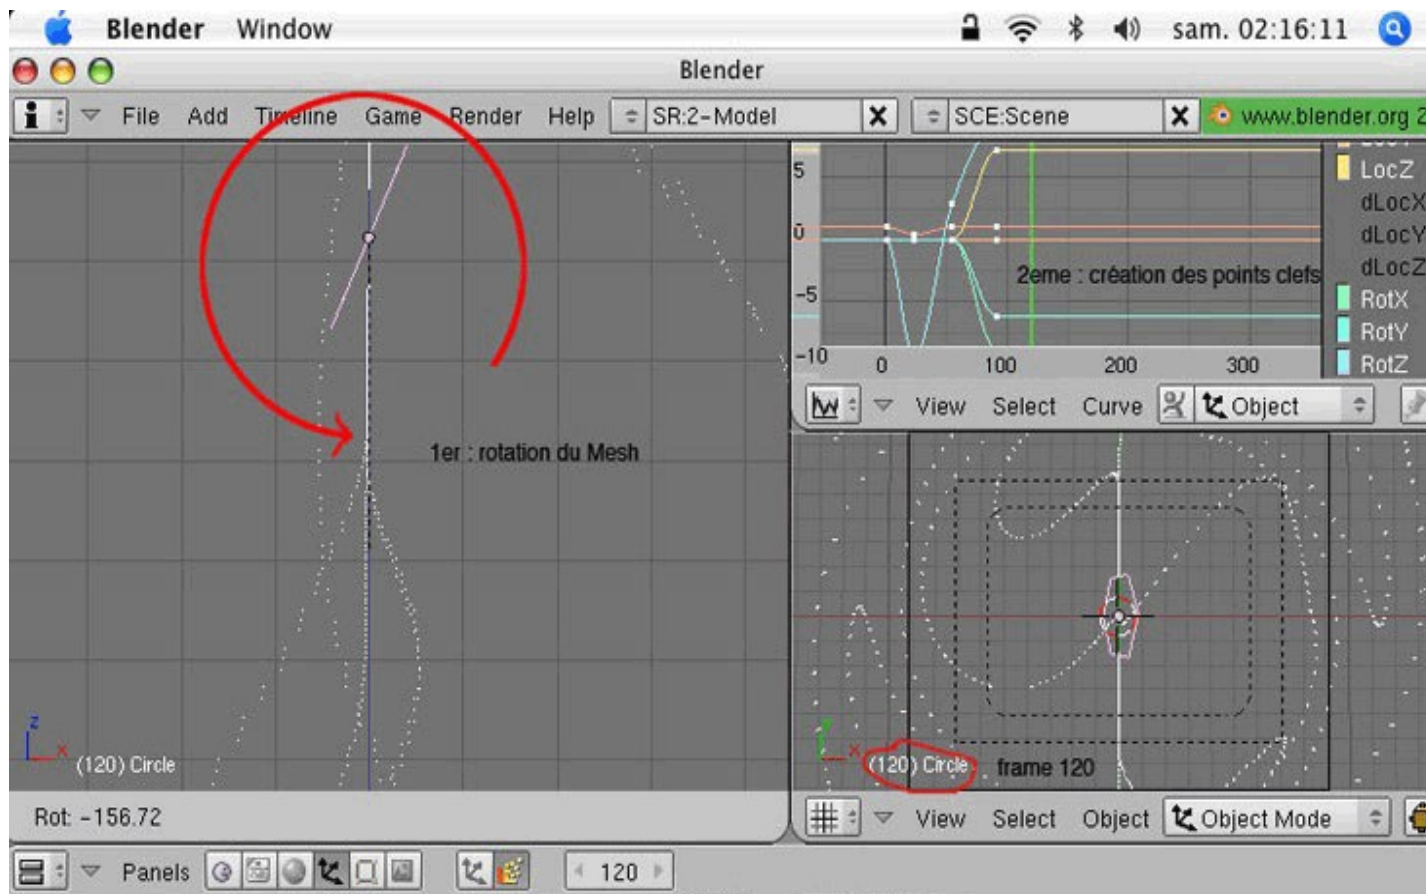 Blender Window sam. 02:16:11
Blender
File Add Timeline Game Render Help SR:2-Model SCE:Scene www.blender.org 2
5
LocZ
dLocX
0
dLocY
2eme : création des points clefs
dLocZ
-5
RotX
RotY
-10
0 100 200 300
RotZ
View Select Curve Object
1er : rotation du Mesh
z
x
(120) Circle
x
(120) Circle
frame 120
Rot: -156.72
View Select Object Object Mode
Panels 120